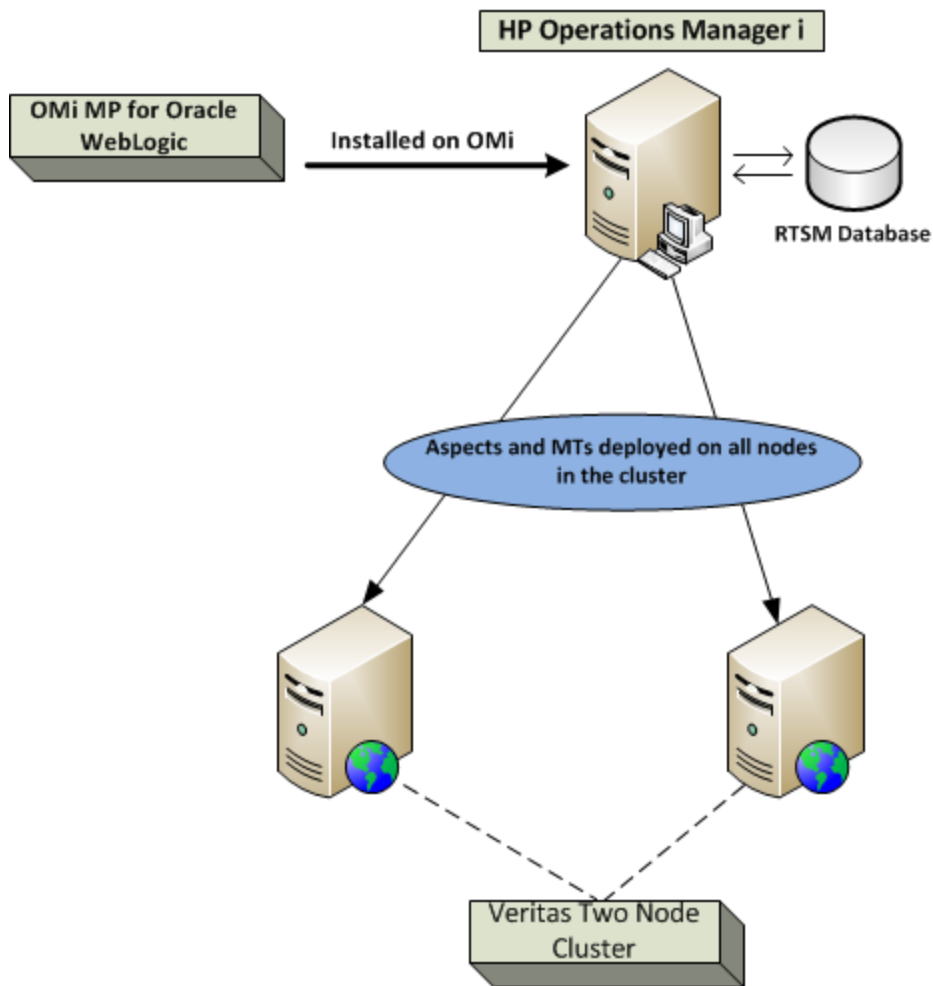 HP Operations Manager i
OMi MP for Oracle
WebLogic
Installed on OMi
RTSM Database
Aspects and MTs deployed on all nodes
in the cluster
Veritas Two Node
Cluster